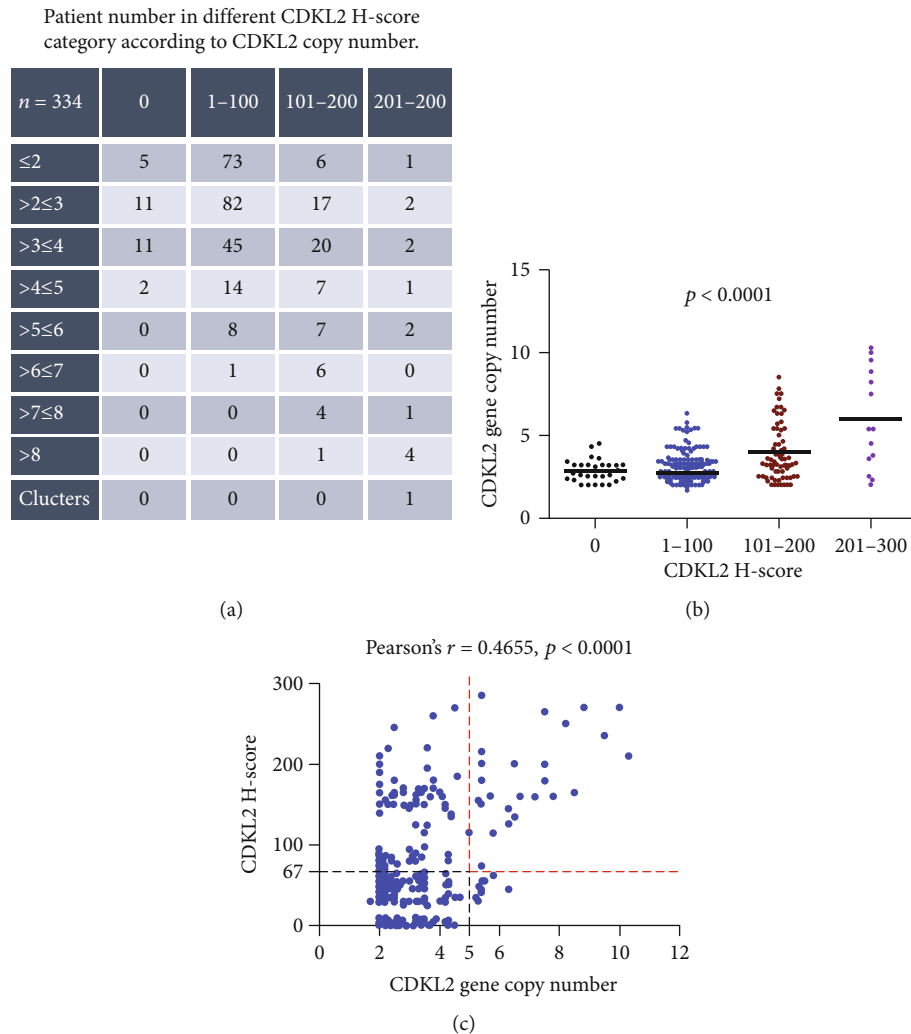 Patient number in different CDKL2 H-score
category according to CDKL2 copy number.
n = 334 0 1–100 101–200 201–200
≤2 5 73 6 1
>2≤3 11 82 17 2
>3≤4 11 45 20 2
>4≤5 2 14 7 1
>5≤6 0 8 7 2
>6≤7 0 1 6 0
>7≤8 0 0 4 1
>8 0 0 1 4
Clucters 0 0 0 1
(a)
CDKL2 gene copy number
15
10
5
0
p < 0.0001
0 1–100 101–200 201–300
CDKL2 H-score
(b)
Pearson's r = 0.4655, p < 0.0001
CDKL2 H-score
300
200
100
67
0
0 2 4 5 6 8 10 12
CDKL2 gene copy number
(c)